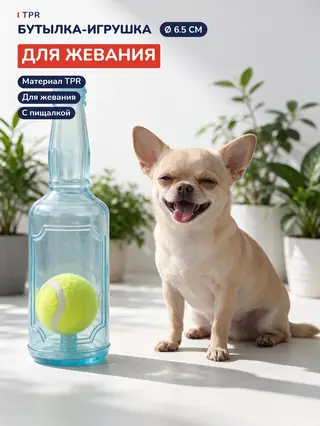 TPR
БУТЫЛКА-ИГРУШКА
Ø 6.5 СМ
ДЛЯ ЖЕВАНИЯ
Материал TPR
Для жевания
С пищалкой